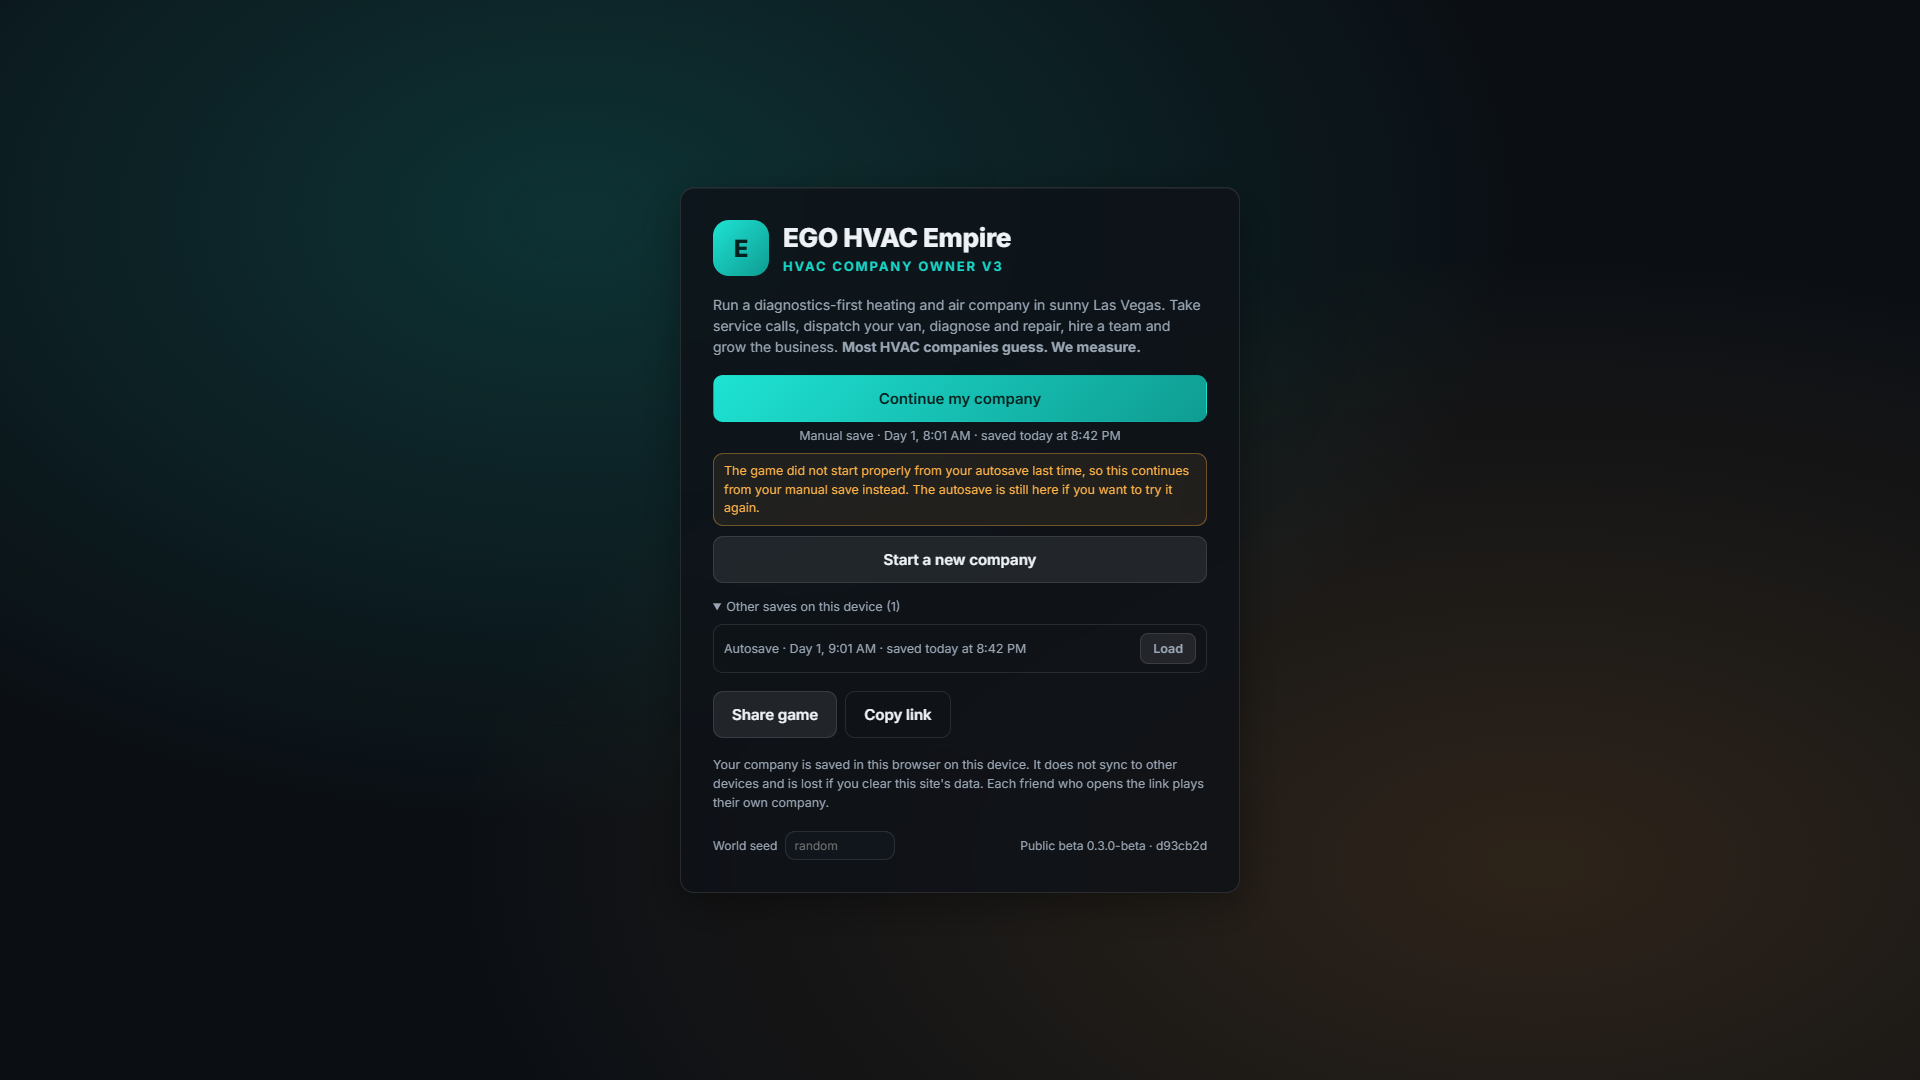 E
EGO HVAC Empire
HVAC COMPANY OWNER V3
Run a diagnostics-first heating and air company in sunny Las Vegas. Take
service calls, dispatch your van, diagnose and repair, hire a team and
grow the business. Most HVAC companies guess. We measure.
Continue my company
Manual save · Day 1, 8:01 AM · saved today at 8:42 PM
The game did not start properly from your autosave last time, so this continues
from your manual save instead. The autosave is still here if you want to try it
again.
Start a new company
▼ Other saves on this device (1)
Autosave · Day 1, 9:01 AM · saved today at 8:42 PM
Load
Share game
Copy link
Your company is saved in this browser on this device. It does not sync to other
devices and is lost if you clear this site's data. Each friend who opens the link plays
their own company.
World seed
random
Public beta 0.3.0-beta · d93cb2d